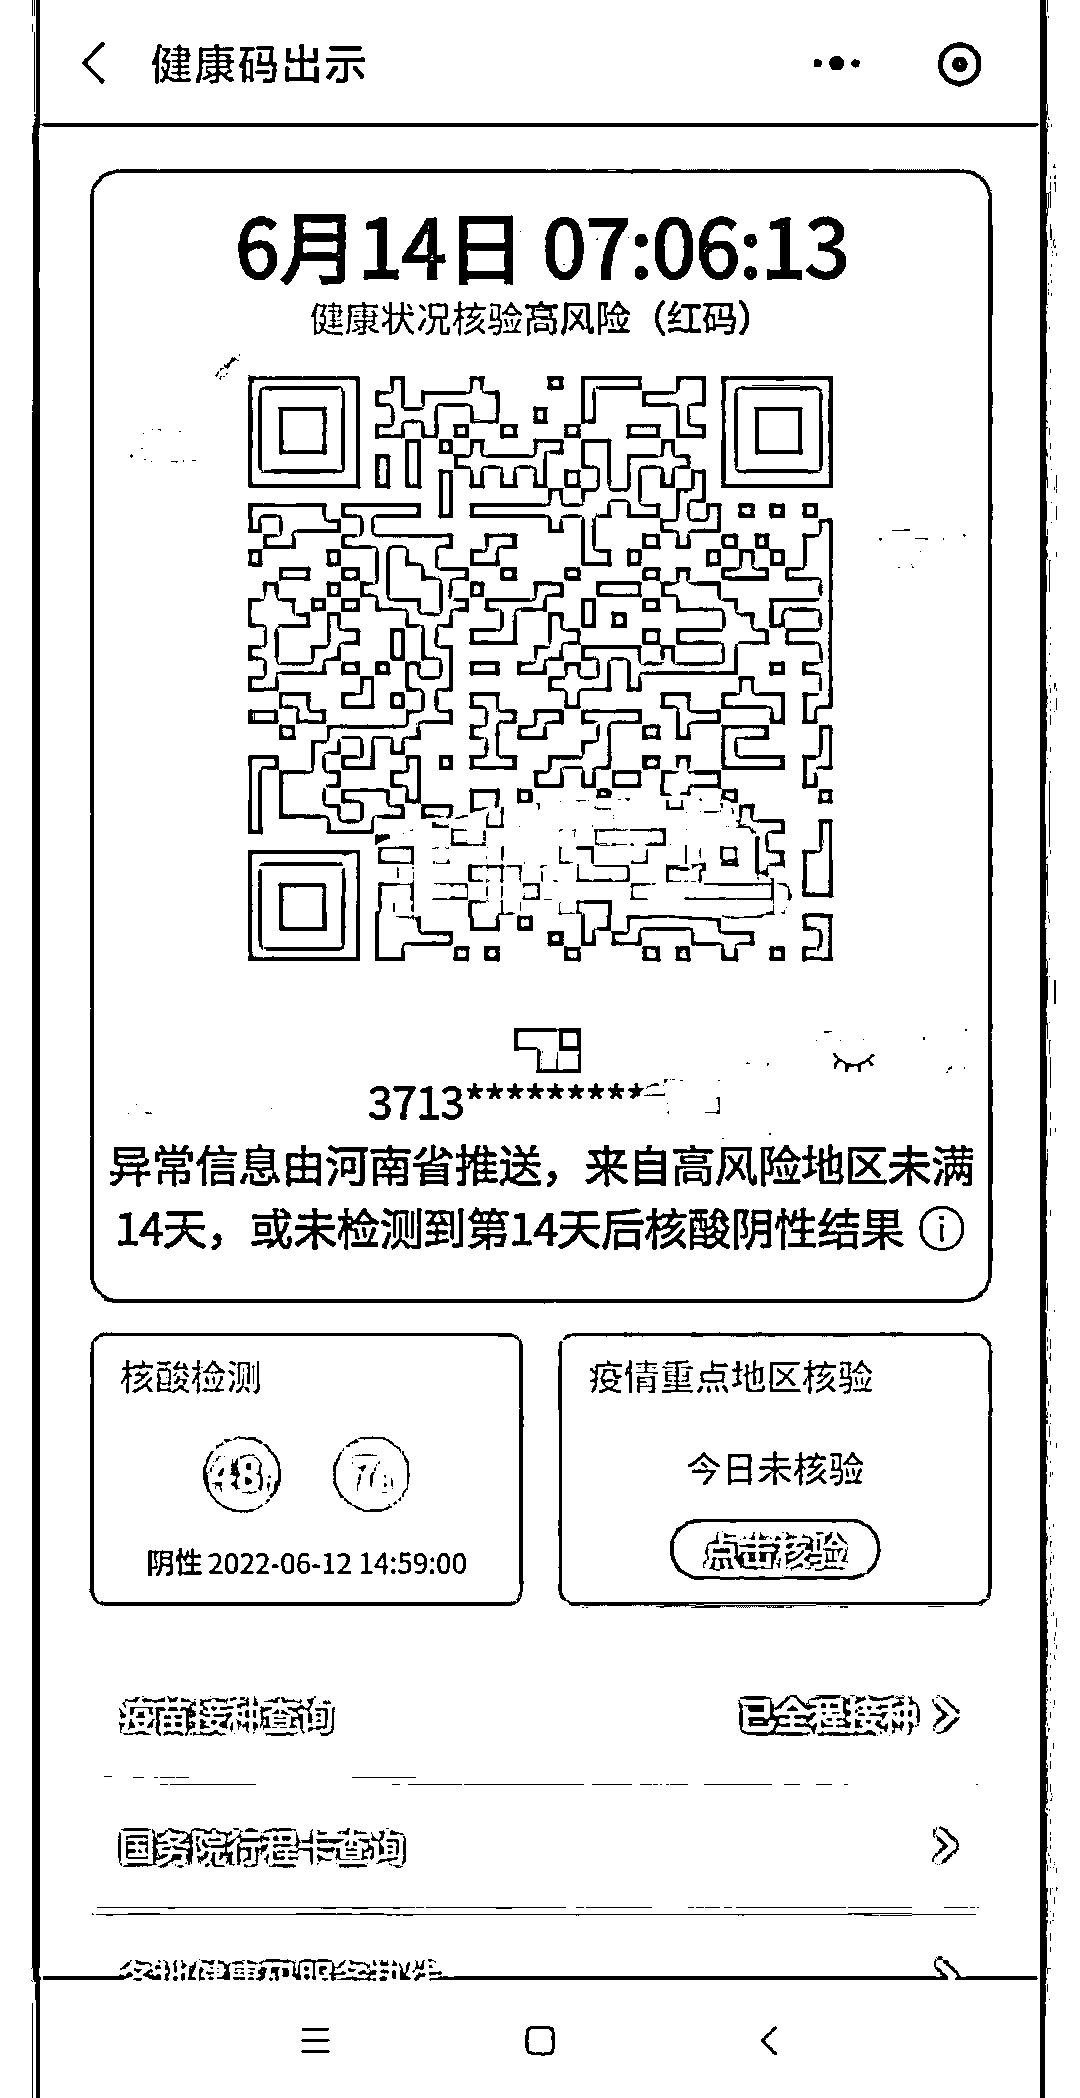 健康码出示
6月14日 07:06:13
健康状况核验高风险（红码）
3713*********
异常信息由河南省推送，来自高风险地区未满
14天，或未检测到第14天后核酸阴性结果
核酸检测
疫情重点地区核验
48
今日未核验
阴性 2022-06-12 14:59:00
点击核验
疫苗接种查询
已全程接种
国务院行程卡查询